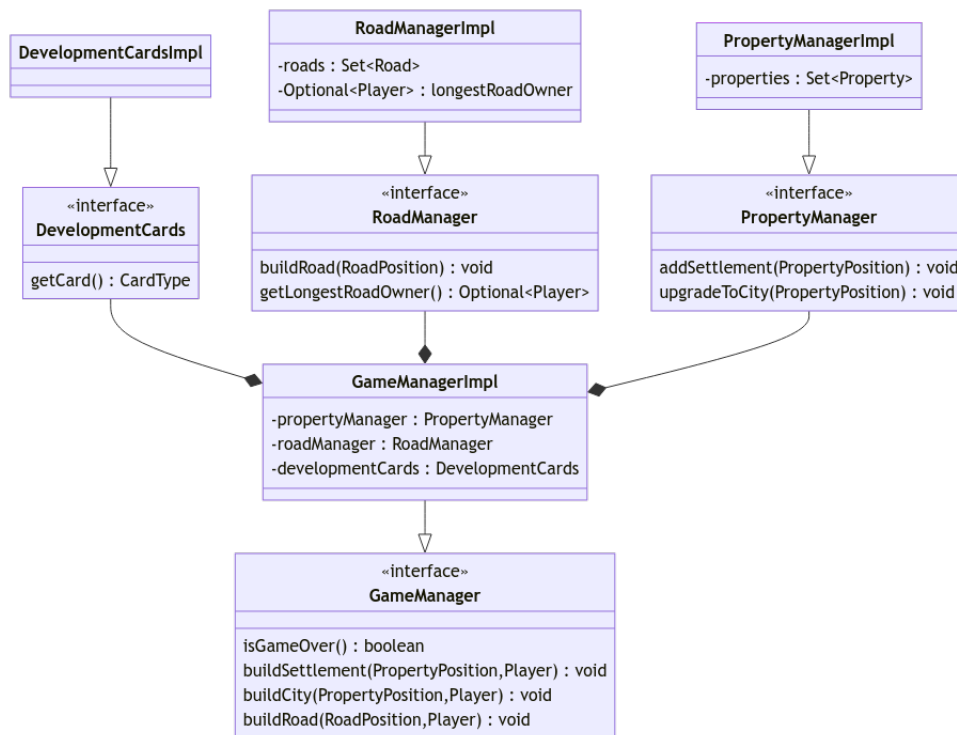 DevelopmentCardsImpl
RoadManagerImpl
-roads : Set<Road>
-Optional<Player> : longestRoadOwner
PropertyManagerImpl
-properties : Set<Property>
«interface»
DevelopmentCards
getCard() : CardType
«interface»
RoadManager
buildRoad(RoadPosition) : void
getLongestRoadOwner() : Optional<Player>
«interface»
PropertyManager
addSettlement(PropertyPosition) : void
upgradeToCity(PropertyPosition) : void
GameManagerImpl
-propertyManager : PropertyManager
-roadManager : RoadManager
-developmentCards : DevelopmentCards
«interface»
GameManager
isGameOver() : boolean
buildSettlement(PropertyPosition,Player) : void
buildCity(PropertyPosition,Player) : void
buildRoad(RoadPosition,Player) : void